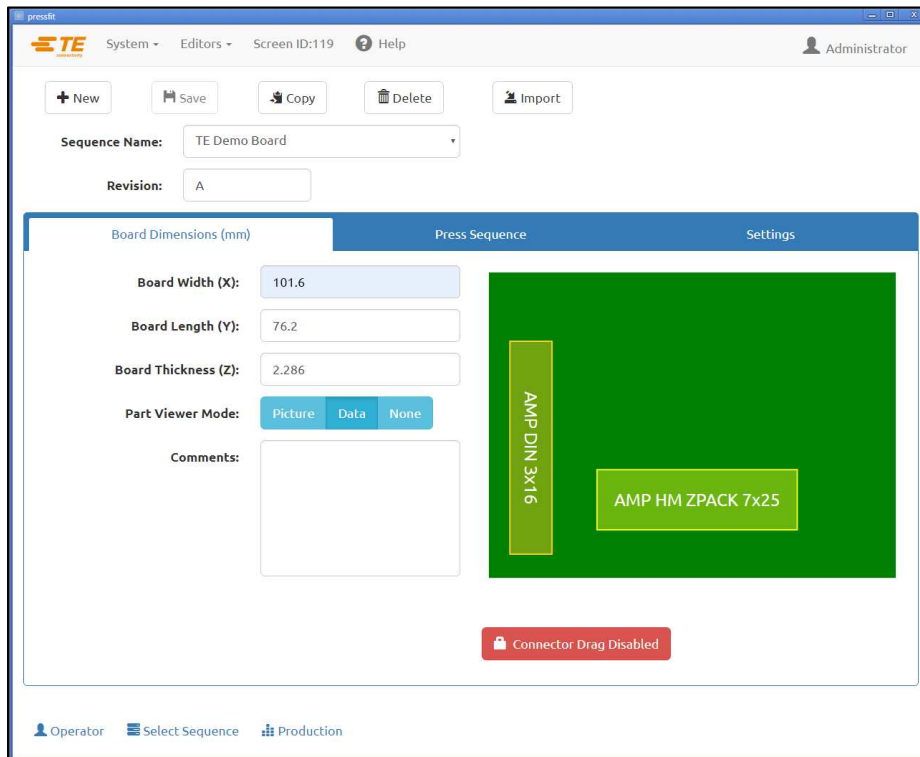 pressfit
TE
connectivity
System Editors Screen ID:119 Help Administrator
New Save Copy Delete Import
Sequence Name: TE Demo Board
Revision: A
Board Dimensions (mm) Press Sequence Settings
Board Width (X): 101.6
Board Length (Y): 76.2
Board Thickness (Z): 2.286
Part Viewer Mode: Picture Data None
Comments:
AMP DIN 3x16
AMP HM ZPACK 7x25
Connector Drag Disabled
Operator Select Sequence Production